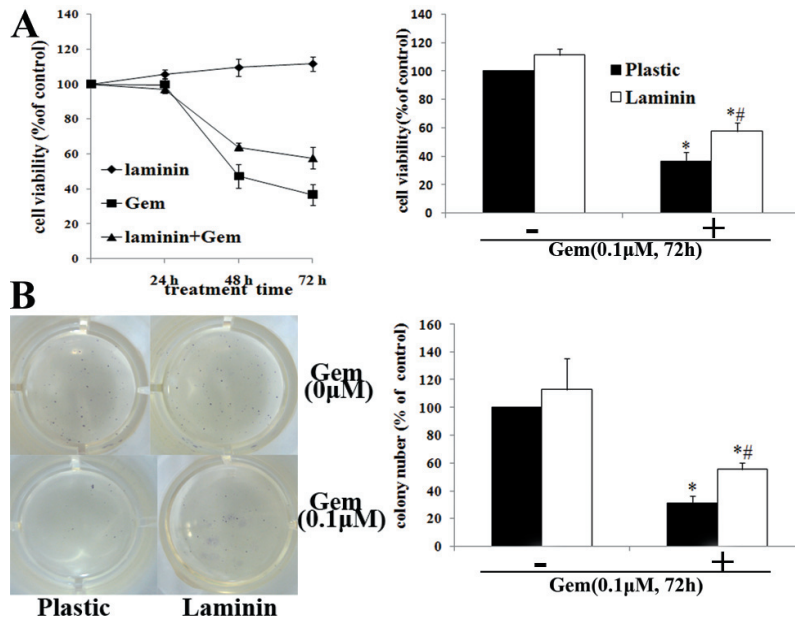 A
cell viability (%of control)
140
120
100
80
60
40
20
0
laminin
Gem
laminin+Gem
24 h
48 h
72 h
treatment time
cell viability(%of control)
140
120
100
80
60
40
20
0
Plastic
Laminin
*
*#
-
+
Gem(0.1μM, 72h)
B
Gem
(0μM)
Gem
(0.1μM)
Plastic
Laminin
colony nuber (% of control)
160
140
120
100
80
60
40
20
0
*
*#
-
+
Gem(0.1μM, 72h)